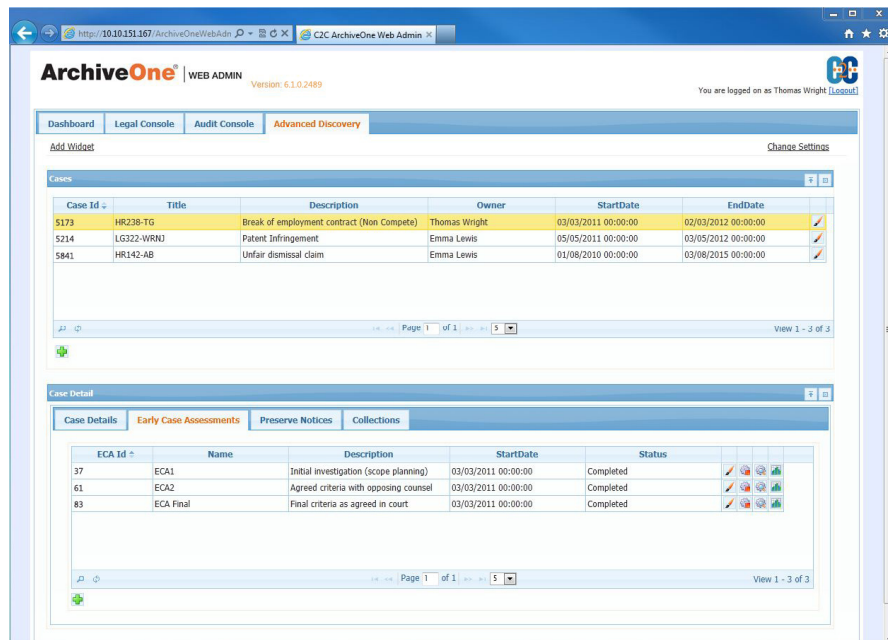 http://10.10.151.167/ArchiveOneWebAdn
C2C ArchiveOne Web Admin
ArchiveOne® | WEB ADMIN
Version: 6.1.0.2489
C2C
You are logged on as Thomas Wright [Logout]
Dashboard Legal Console Audit Console Advanced Discovery
Add Widget Change Settings
Cases
Case Id Title Description Owner StartDate EndDate
5173 HR238-TG Break of employment contract (Non Compete) Thomas Wright 03/03/2011 00:00:00 02/03/2012 00:00:00
5214 LG322-WRNJ Patent Infringement Emma Lewis 05/05/2011 00:00:00 03/05/2012 00:00:00
5841 HR142-AB Unfair dismissal claim Emma Lewis 01/08/2010 00:00:00 03/08/2015 00:00:00
Page 1 of 1 5 View 1 - 3 of 3
Case Detail
Case Details Early Case Assessments Preserve Notices Collections
ECA Id Name Description StartDate Status
37 ECA1 Initial investigation (scope planning) 03/03/2011 00:00:00 Completed
61 ECA2 Agreed criteria with opposing counsel 03/03/2011 00:00:00 Completed
83 ECA Final Final criteria as agreed in court 03/03/2011 00:00:00 Completed
Page 1 of 1 5 View 1 - 3 of 3